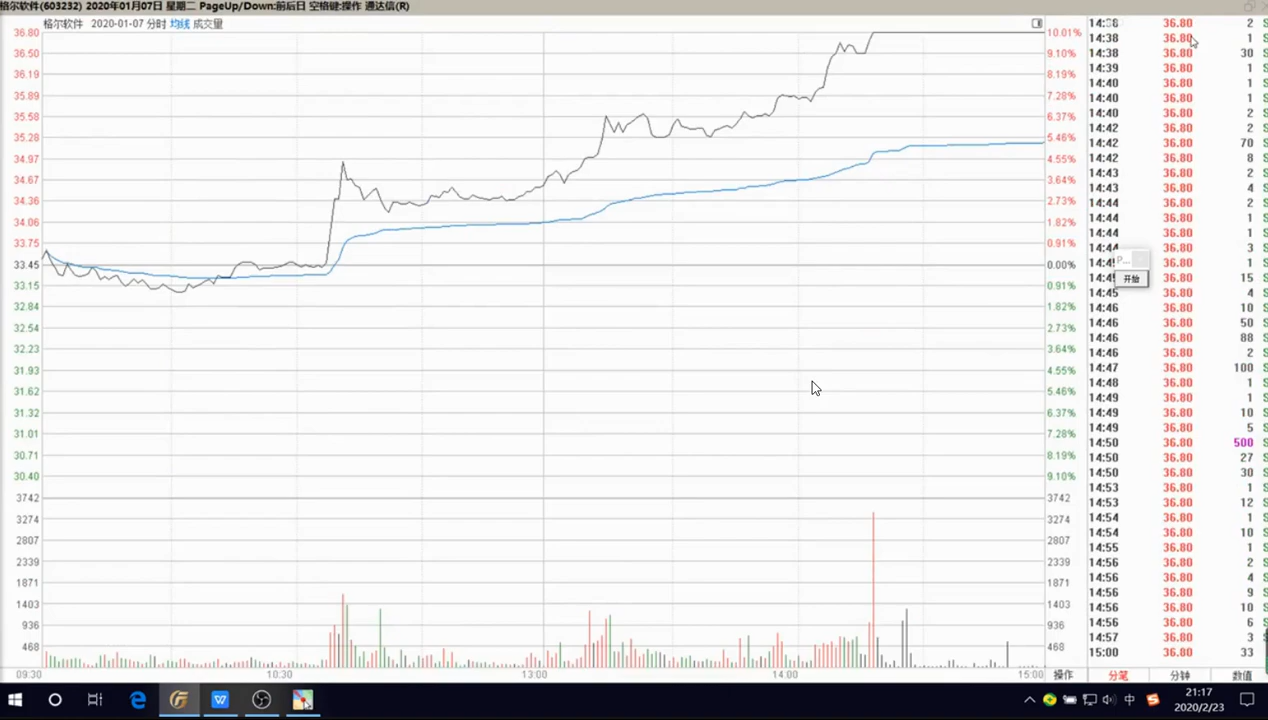 格尔软件(603232) 2020年01月07日 星期二 PageUp/Down:前后日 空格键:操作 通达信(R)
格尔软件 2020-01-07 分时 均线 成交量
36.80 10.01%
36.50 9.10%
36.19 8.19%
35.89 7.28%
35.58 6.37%
35.28 5.46%
34.97 4.55%
34.67 3.64%
34.36 2.73%
34.06 1.82%
33.75 0.91%
33.45 0.00%
33.15 0.91%
32.84 1.82%
32.54 2.73%
32.23 3.64%
31.93 4.55%
31.62 5.46%
31.32 6.37%
31.01 7.28%
30.71 8.19%
30.40 9.10%
3742 3742
3274 3274
2807 2807
2339 2339
1871 1871
1403 1403
936 936
468 468
09:30 10:30 13:00 14:00 15:00 操作
14:38 36.80 2 S
14:38 36.80 1 S
14:38 36.80 30 S
14:39 36.80 1 S
14:40 36.80 1 S
14:40 36.80 1 S
14:40 36.80 2 S
14:42 36.80 2 S
14:42 36.80 70 S
14:42 36.80 8 S
14:43 36.80 2 S
14:43 36.80 4 S
14:44 36.80 2 S
14:44 36.80 1 S
14:44 36.80 1 S
14:44 36.80 3 S
36.80 1 S
14:45 36.80 15 S
14:45 36.80 4 S
14:46 36.80 10 S
14:46 36.80 50 S
14:46 36.80 88 S
14:46 36.80 2 S
14:47 36.80 100 S
14:48 36.80 1 S
14:49 36.80 1 S
14:49 36.80 10 S
14:49 36.80 5 S
14:50 36.80 500 S
14:50 36.80 27 S
14:50 36.80 30 S
14:53 36.80 1 S
14:53 36.80 12 S
14:54 36.80 1 S
14:54 36.80 10 S
14:55 36.80 1 S
14:56 36.80 2 S
14:56 36.80 4 S
14:56 36.80 9 S
14:56 36.80 10 S
14:56 36.80 6 S
14:57 36.80 3
15:00 36.80 33
P...
开始
分笔 分钟 数值
中
21:17
2020/2/23